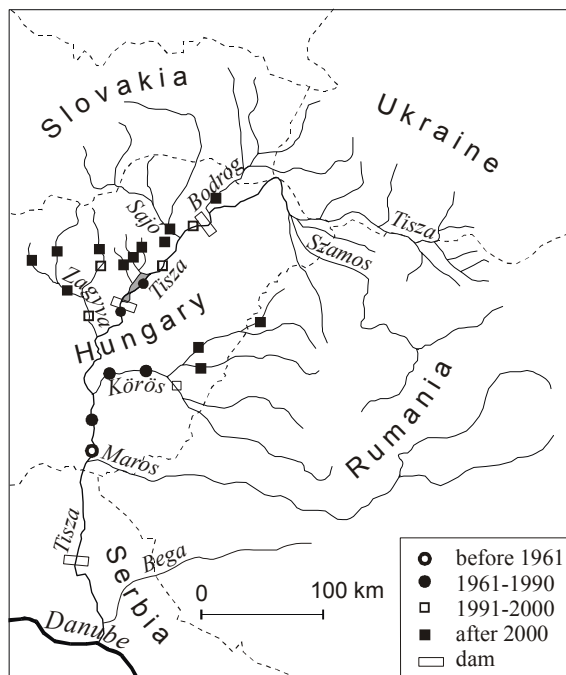 Slovakia
Ukraine
Bodrog
Sajó
Tisza
Tisza
Szamos
Zagyva
Hungary
Körös
Rumania
Maros
Tisza
Serbia
Bega
Danube
0 100 km
before 1961
1961-1990
1991-2000
after 2000
dam